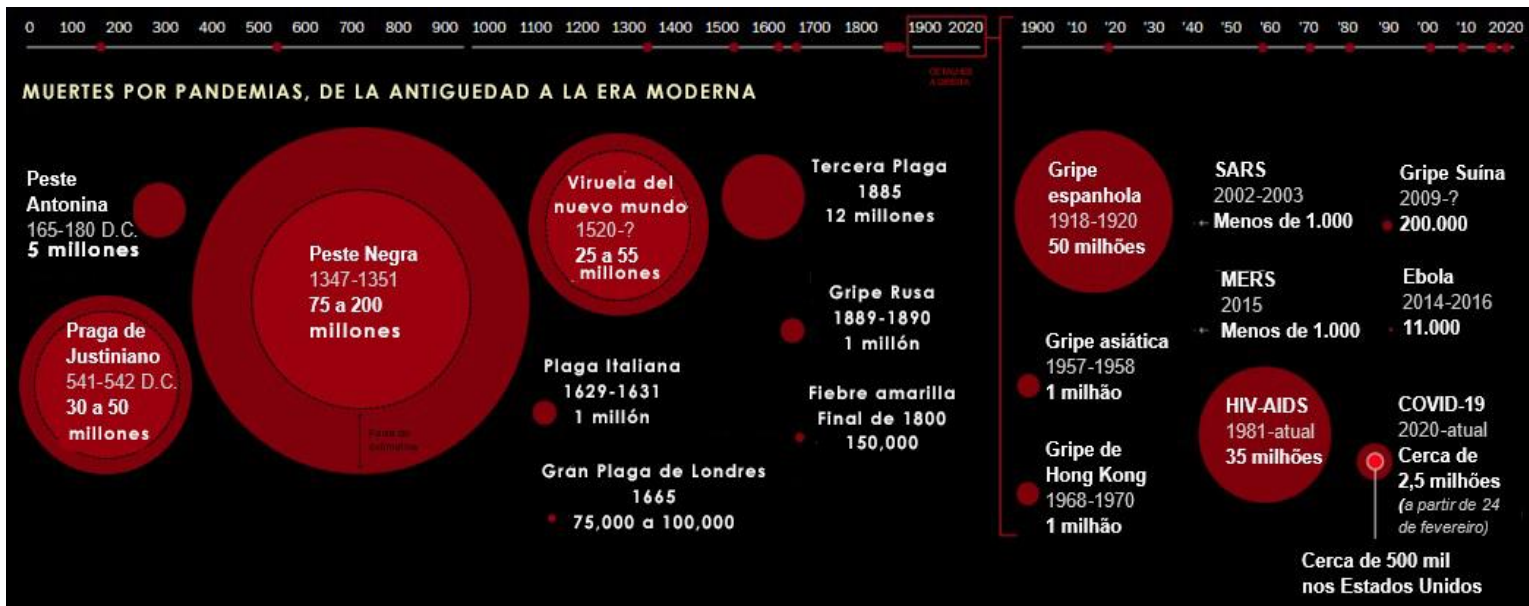 0 100 200 300 400 500 600 700 800 900 1000 1100 1200 1300 1400 1500 1600 1700 1800 1900 2020
1900 '10 '20 '30 '40 '50 '60 '70 '80 '90 '00 '10 2020
MUERTES POR PANDEMIAS, DE LA ANTIGUEDAD A LA ERA MODERNA
Peste
Antonina
165-180 D.C.
5 millones
Praga de
Justiniano
541-542 D.C.
30 a 50
millones
Peste Negra
1347-1351
75 a 200
millones
Viruela del
nuevo mundo
1520-?
25 a 55
millones
Plaga Italiana
1629-1631
1 millón
Gran Plaga de Londres
1665
75,000 a 100,000
Tercera Plaga
1885
12 millones
Gripe Rusa
1889-1890
1 millón
Fiebre amarilla
Final de 1800
150,000
Gripe
espanhola
1918-1920
50 milhões
Gripe asiática
1957-1958
1 milhão
Gripe de
Hong Kong
1968-1970
1 milhão
SARS
2002-2003
Menos de 1.000
MERS
2015
Menos de 1.000
HIV-AIDS
1981-atual
35 milhões
Gripe Suína
2009-?
200.000
Ebola
2014-2016
11.000
COVID-19
2020-atual
Cerca de
2,5 milhões
(a partir de 24
de fevereiro)
Cerca de 500 mil
nos Estados Unidos